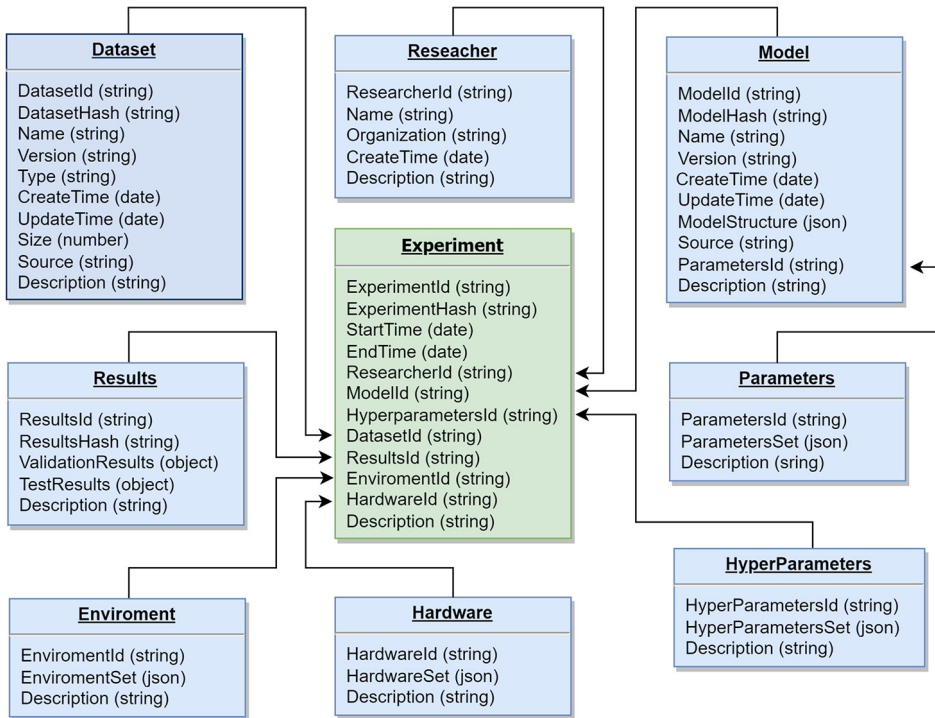 Dataset
DatasetId (string)
DatasetHash (string)
Name (string)
Version (string)
Type (string)
CreateTime (date)
UpdateTime (date)
Size (number)
Source (string)
Description (string)
Reseacher
ResearcherId (string)
Name (string)
Organization (string)
CreateTime (date)
Description (string)
Model
ModelId (string)
ModelHash (string)
Name (string)
Version (string)
CreateTime (date)
UpdateTime (date)
ModelStructure (json)
Source (string)
ParametersId (string)
Description (string)
Experiment
ExperimentId (string)
ExperimentHash (string)
StartTime (date)
EndTime (date)
ResearcherId (string)
ModelId (string)
HyperparametersId (string)
DatasetId (string)
ResultsId (string)
EnviromentId (string)
HardwareId (string)
Description (string)
Results
ResultsId (string)
ResultsHash (string)
ValidationResults (object)
TestResults (object)
Description (string)
Parameters
ParametersId (string)
ParametersSet (json)
Description (sring)
Enviroment
EnviromentId (string)
EnviromentSet (json)
Description (string)
Hardware
HardwareId (string)
HardwareSet (json)
Description (string)
HyperParameters
HyperParametersId (string)
HyperParametersSet (json)
Description (string)